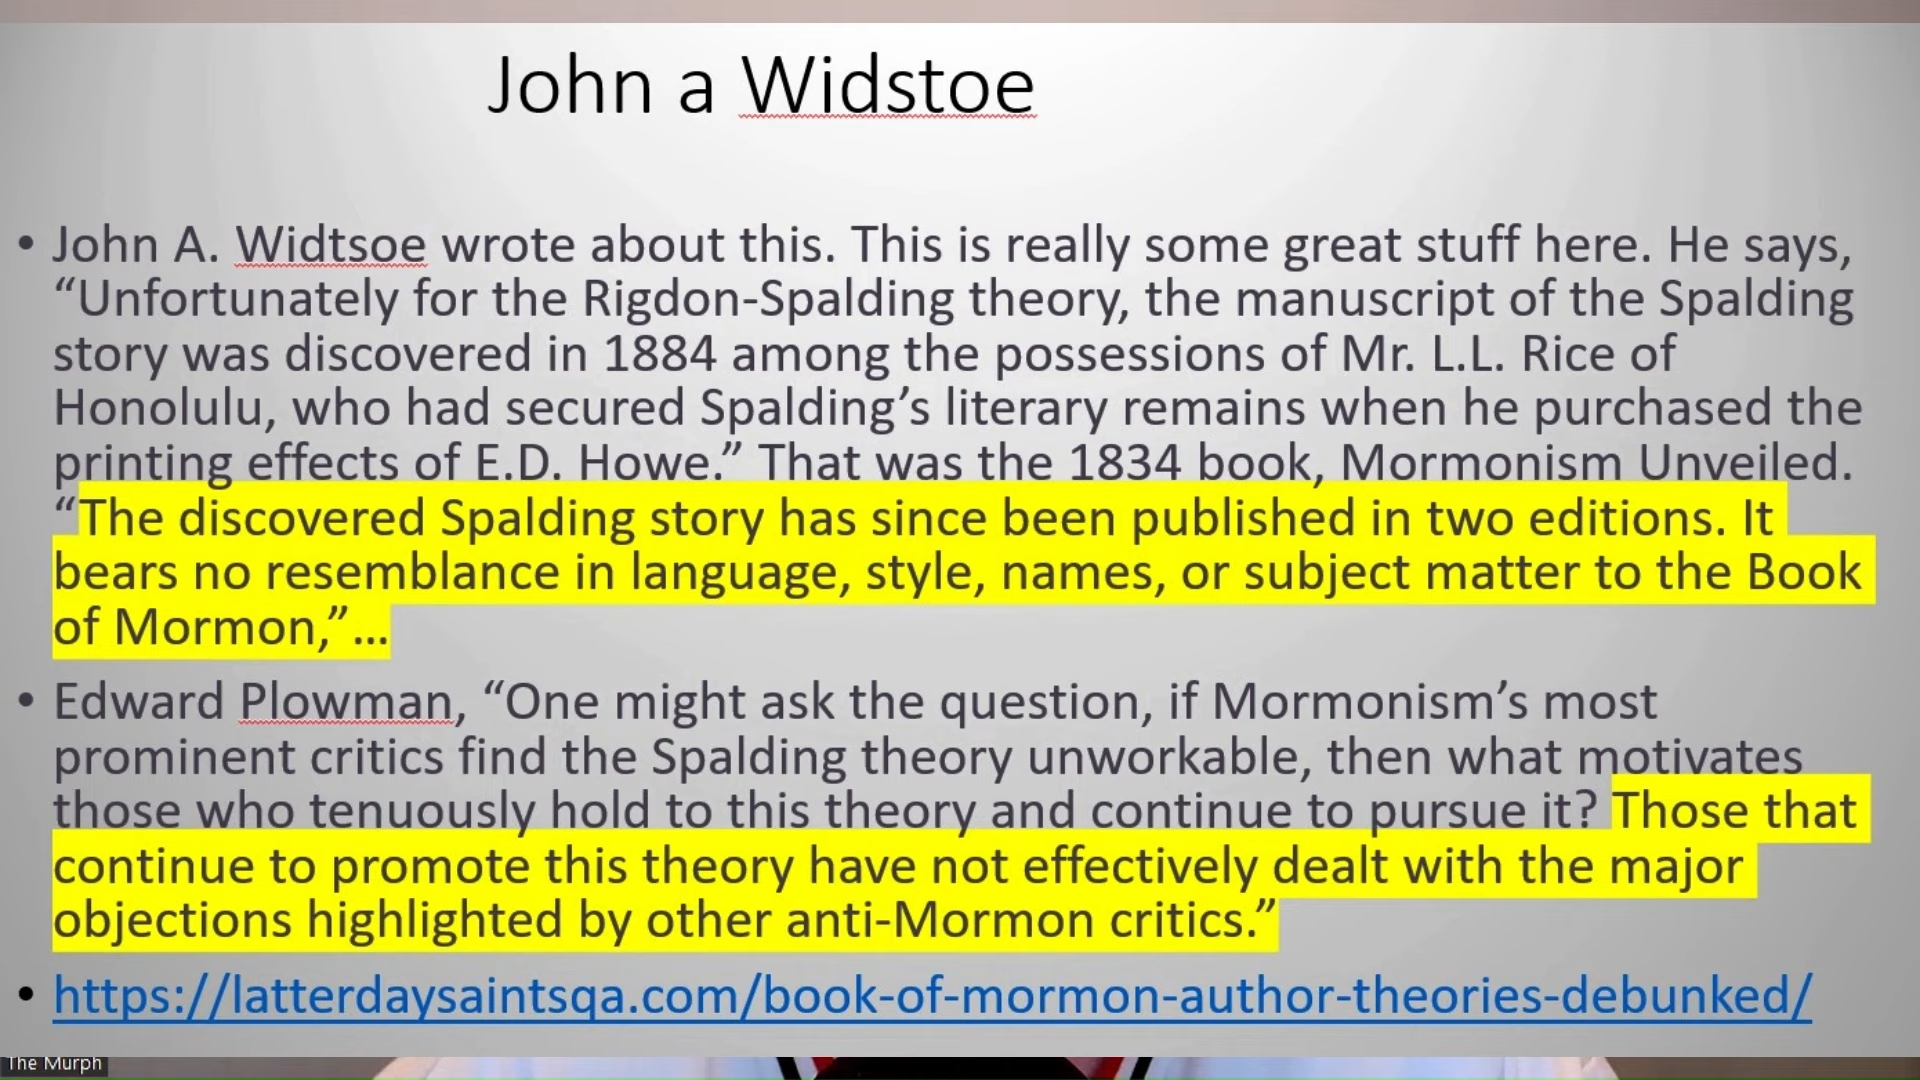 John a Widstoe
• John A. Widtsoe wrote about this. This is really some great stuff here. He says,
“Unfortunately for the Rigdon-Spalding theory, the manuscript of the Spalding
story was discovered in 1884 among the possessions of Mr. L.L. Rice of
Honolulu, who had secured Spalding’s literary remains when he purchased the
printing effects of E.D. Howe.” That was the 1834 book, Mormonism Unveiled.
“The discovered Spalding story has since been published in two editions. It
bears no resemblance in language, style, names, or subject matter to the Book
of Mormon,”…
• Edward Plowman, “One might ask the question, if Mormonism’s most
prominent critics find the Spalding theory unworkable, then what motivates
those who tenuously hold to this theory and continue to pursue it? Those that
continue to promote this theory have not effectively dealt with the major
objections highlighted by other anti-Mormon critics.”
• https://latterdaysaintsqa.com/book-of-mormon-author-theories-debunked/
The Murph